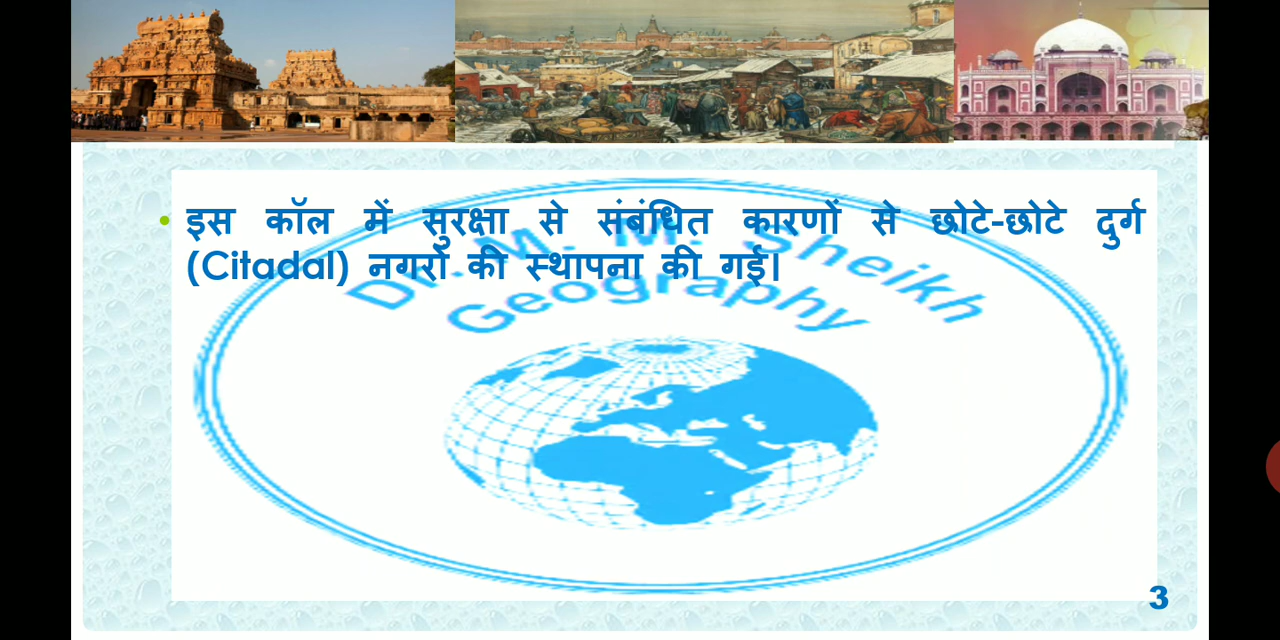 इस कॉल में सुरक्षा से संबंधित कारणों से छोटे-छोटे दुर्ग
(Citadal) नगरों की स्थापना की गई।
Dr. M. M. Sheikh
Geography
3